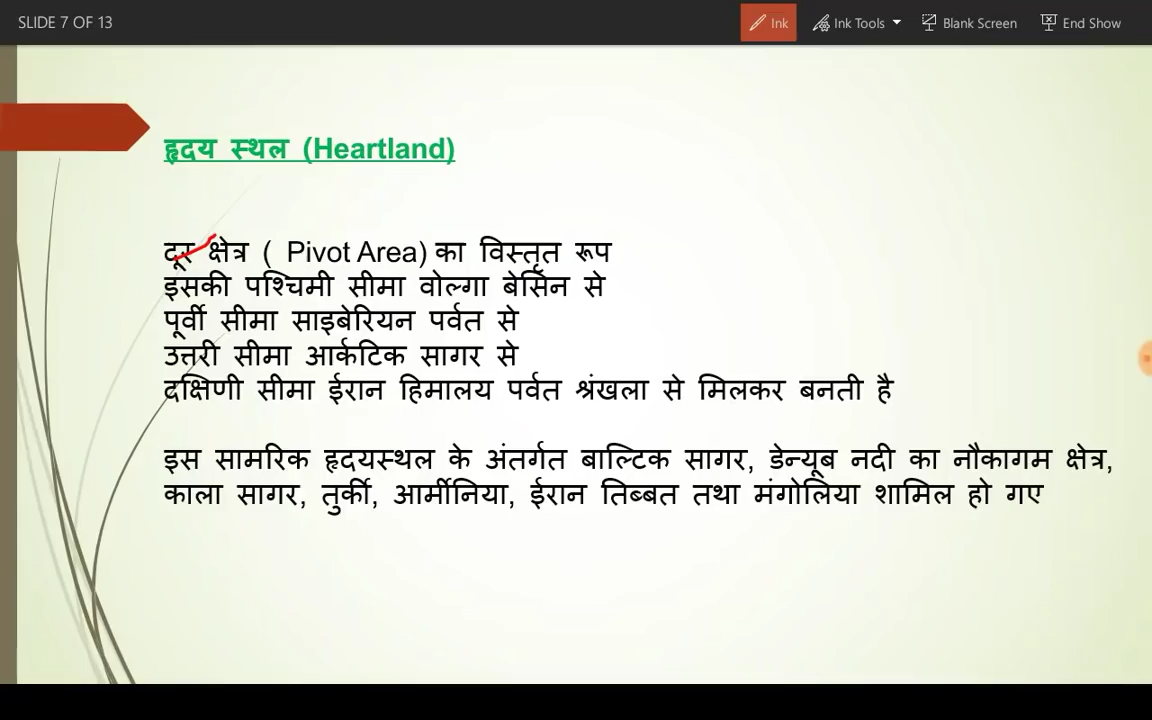 SLIDE 7 OF 13
Ink
Ink Tools
Blank Screen
End Show
हृदय स्थल (Heartland)
दूर क्षेत्र ( Pivot Area) का विस्तृत रूप
इसकी पश्चिमी सीमा वोल्गा बेसिन से
पूर्वी सीमा साइबेरियन पर्वत से
उत्तरी सीमा आर्कटिक सागर से
दक्षिणी सीमा ईरान हिमालय पर्वत श्रंखला से मिलकर बनती है
इस सामरिक हृदयस्थल के अंतर्गत बाल्टिक सागर, डेन्यूब नदी का नौकागम क्षेत्र,
काला सागर, तुर्की, आर्मीनिया, ईरान तिब्बत तथा मंगोलिया शामिल हो गए